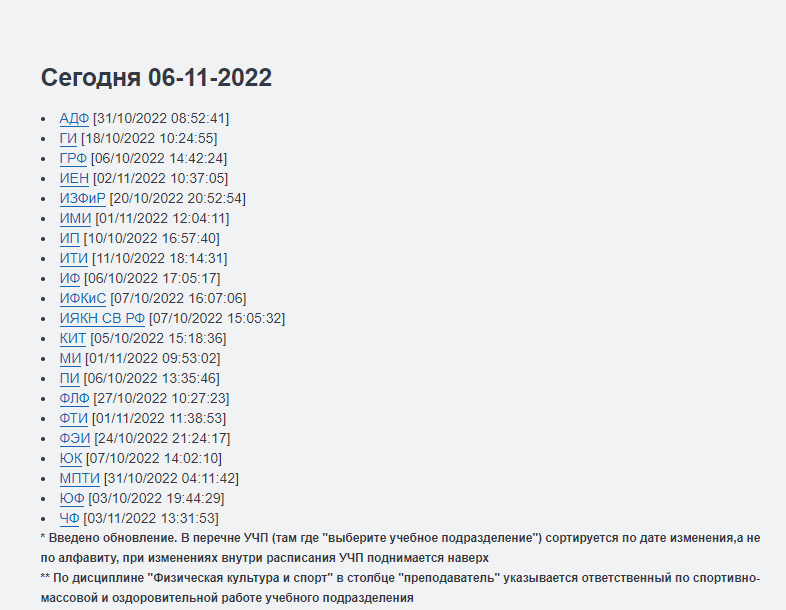 Сегодня 06-11-2022
АДФ [31/10/2022 08:52:41]
ГИ [18/10/2022 10:24:55]
ГРФ [06/10/2022 14:42:24]
ИЕН [02/11/2022 10:37:05]
ИЗФиР [20/10/2022 20:52:54]
ИМИ [01/11/2022 12:04:11]
ИП [10/10/2022 16:57:40]
ИТИ [11/10/2022 18:14:31]
ИФ [06/10/2022 17:05:17]
ИФКиС [07/10/2022 16:07:06]
ИЯКН СВ РФ [07/10/2022 15:05:32]
КИТ [05/10/2022 15:18:36]
МИ [01/11/2022 09:53:02]
ПИ [06/10/2022 13:35:46]
ФЛФ [27/10/2022 10:27:23]
ФТИ [01/11/2022 11:38:53]
ФЭИ [24/10/2022 21:24:17]
ЮК [07/10/2022 14:02:10]
МПТИ [31/10/2022 04:11:42]
ЮФ [03/10/2022 19:44:29]
ЧФ [03/11/2022 13:31:53]
* Введено обновление. В перечне УЧП (там где "выберите учебное подразделение") сортируется по дате изменения,а не
по алфавиту, при изменениях внутри расписания УЧП поднимается наверх
** По дисциплине "Физическая культура и спорт" в столбце "преподаватель" указывается ответственный по спортивно-
массовой и оздоровительной работе учебного подразделения